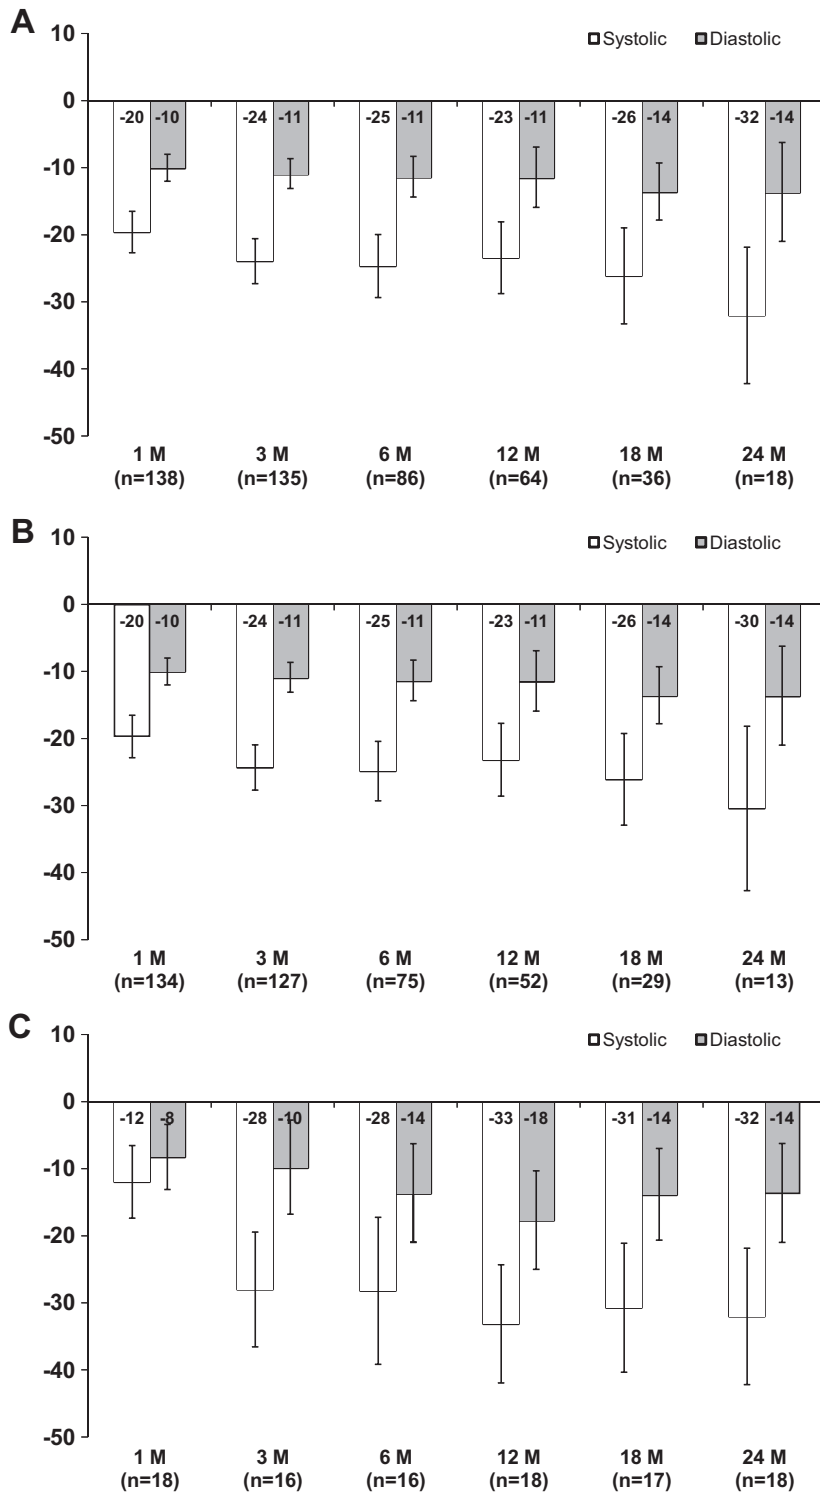 A
10
Systolic Diastolic
0
-20 -10 -24 -11 -25 -11 -23 -11 -26 -14 -32 -14
-10
-20
-30
-40
-50
1 M 3 M 6 M 12 M 18 M 24 M
(n=138) (n=135) (n=86) (n=64) (n=36) (n=18)
B
10
Systolic Diastolic
0
-20 -10 -24 -11 -25 -11 -23 -11 -26 -14 -30 -14
-10
-20
-30
-40
-50
1 M 3 M 6 M 12 M 18 M 24 M
(n=134) (n=127) (n=75) (n=52) (n=29) (n=13)
C
10
Systolic Diastolic
0
-12 -8 -28 -10 -28 -14 -33 -18 -31 -14 -32 -14
-10
-20
-30
-40
-50
1 M 3 M 6 M 12 M 18 M 24 M
(n=18) (n=16) (n=16) (n=18) (n=17) (n=18)